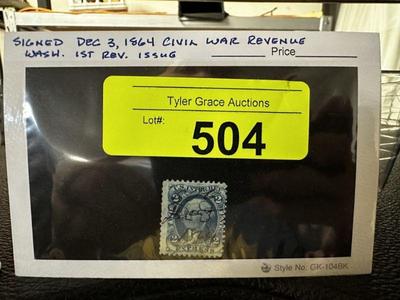 SIGNED DEC 3, 1864 CIVIL WAR REVENUE
WASH. 1ST REV. ISSUE Price
Tyler Grace Auctions
Lot#:
504
Style No. GK-104BK